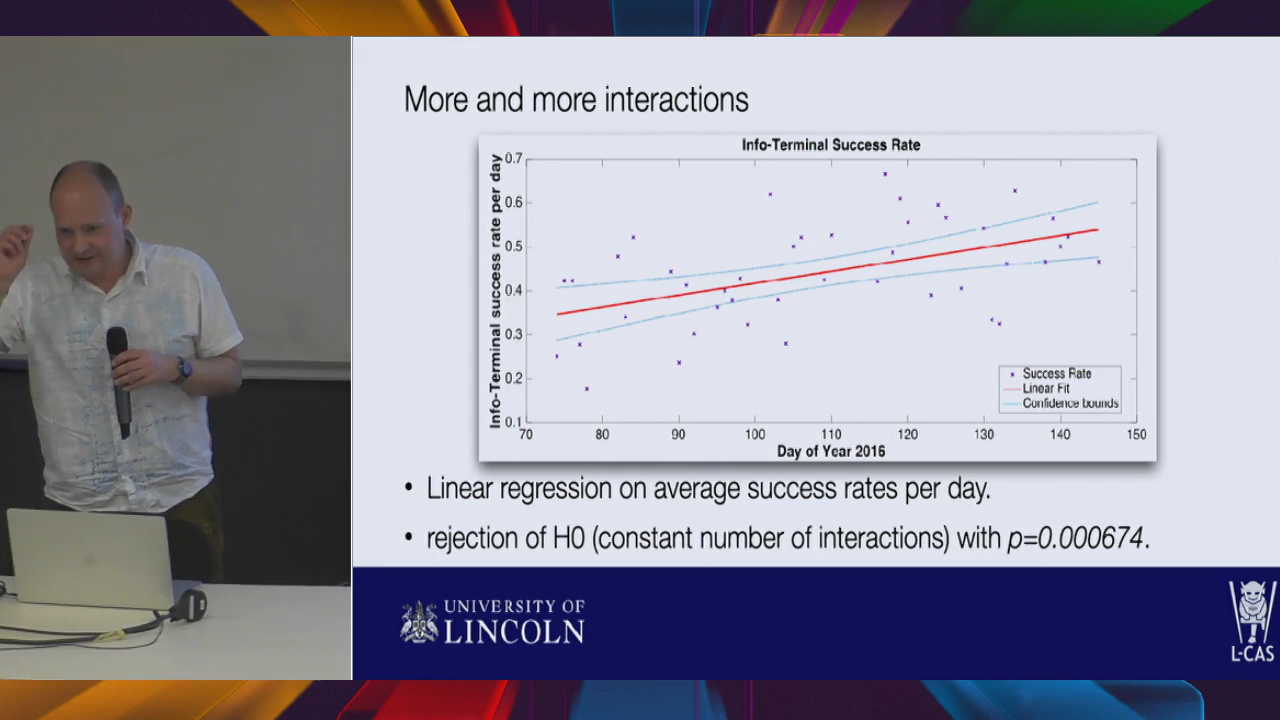 More and more interactions
Info-Terminal Success Rate
Info-Terminal success rate per day
0.7
0.6
0.5
0.4
0.3
0.2
0.1
70 80 90 100 110 120 130 140 150
Day of Year 2016
Success Rate
Linear Fit
Confidence bounds
• Linear regression on average success rates per day.
• rejection of H0 (constant number of interactions) with p=0.000674.
UNIVERSITY OF
LINCOLN
L-CAS